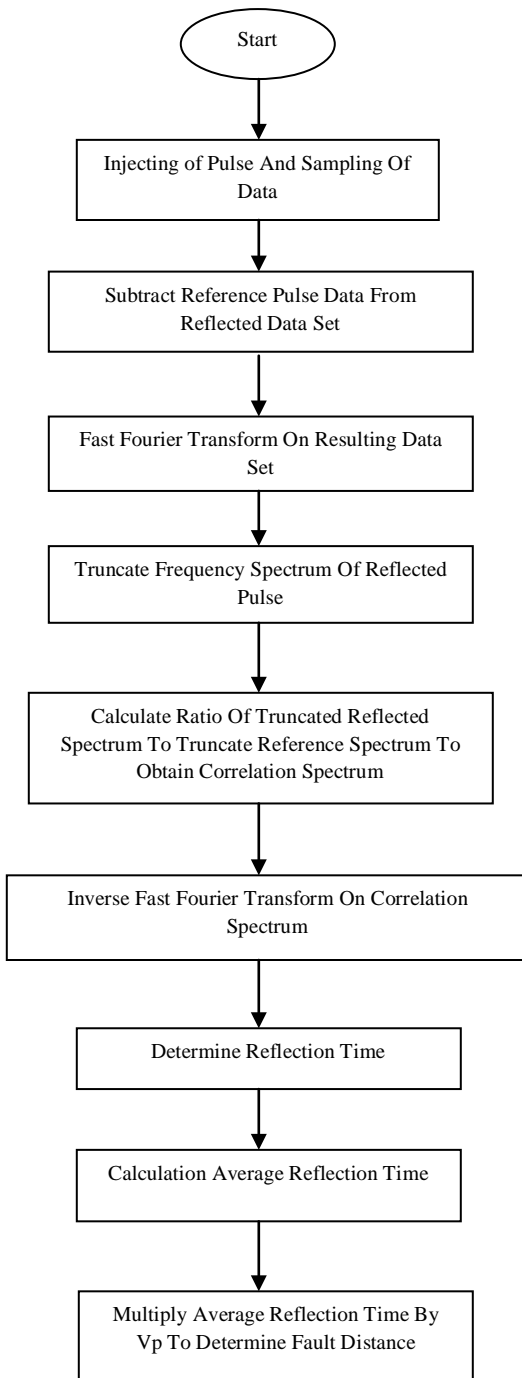 Start
Injecting of Pulse And Sampling Of
Data
Subtract Reference Pulse Data From
Reflected Data Set
Fast Fourier Transform On Resulting Data
Set
Truncate Frequency Spectrum Of Reflected
Pulse
Calculate Ratio Of Truncated Reflected
Spectrum To Truncate Reference Spectrum To
Obtain Correlation Spectrum
Inverse Fast Fourier Transform On Correlation
Spectrum
Determine Reflection Time
Calculation Average Reflection Time
Multiply Average Reflection Time By
Vp To Determine Fault Distance